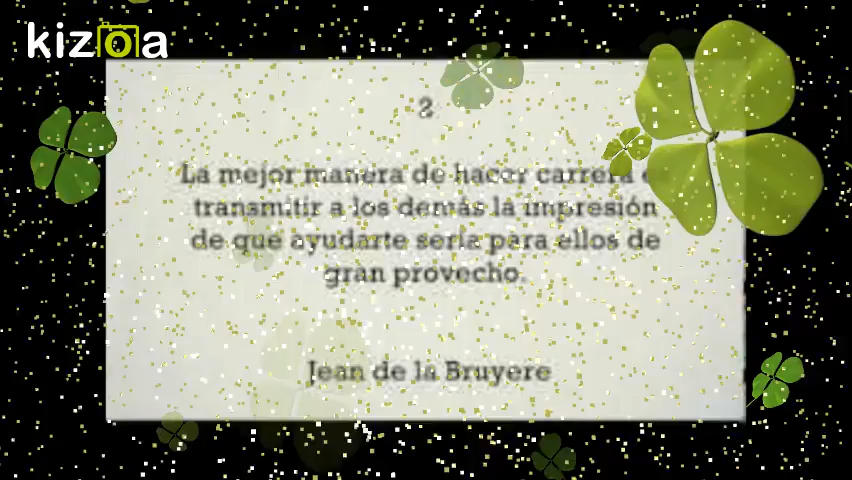 kizoa
2
La mejor manera de hacer carrera
transmitir a los demás la impresión
de que ayudarte sería para ellos de
gran provecho.
Jean de la Bruyere